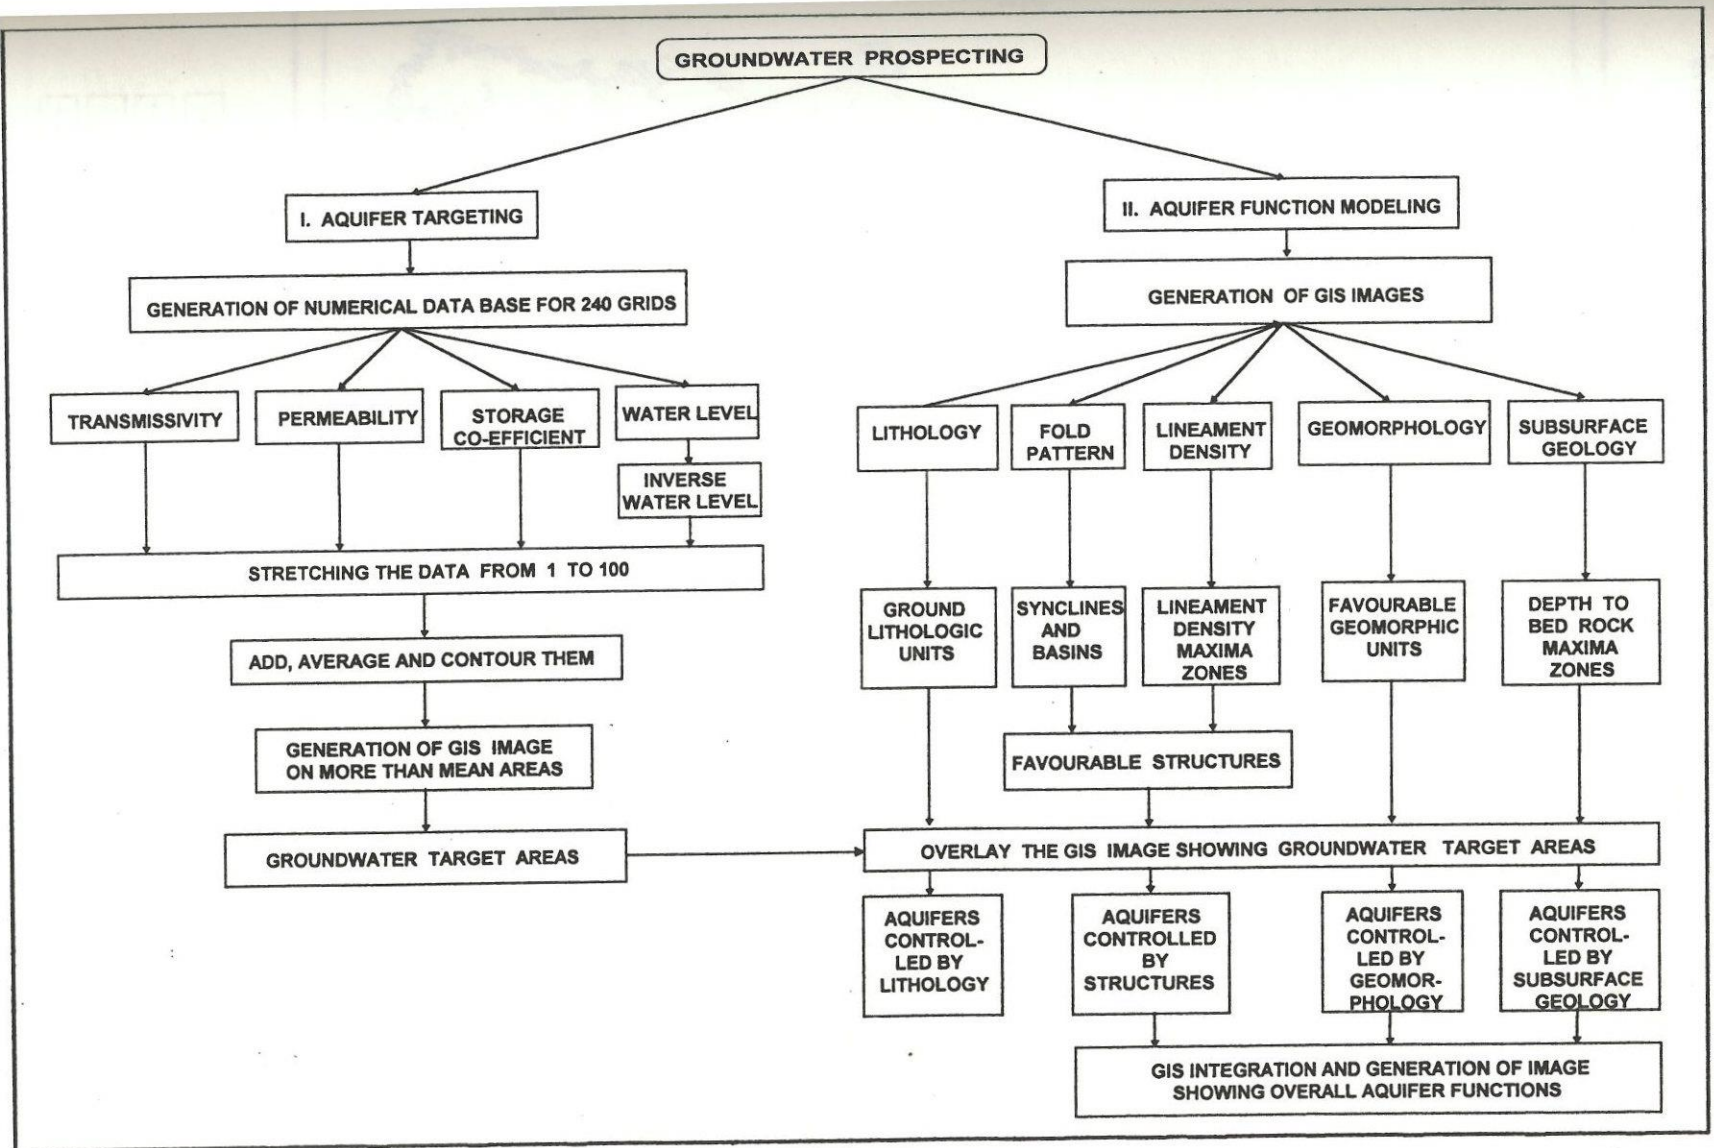 GROUNDWATER PROSPECTING
I. AQUIFER TARGETING
II. AQUIFER FUNCTION MODELING
GENERATION OF NUMERICAL DATA BASE FOR 240 GRIDS
GENERATION OF GIS IMAGES
TRANSMISSIVITY
PERMEABILITY
STORAGE
CO-EFFICIENT
WATER LEVEL
INVERSE
WATER LEVEL
LITHOLOGY
FOLD
PATTERN
LINEAMENT
DENSITY
GEOMORPHOLOGY
SUBSURFACE
GEOLOGY
STRETCHING THE DATA FROM 1 TO 100
ADD, AVERAGE AND CONTOUR THEM
GENERATION OF GIS IMAGE
ON MORE THAN MEAN AREAS
GROUNDWATER TARGET AREAS
GROUND
LITHOLOGIC
UNITS
SYNCLINES
AND
BASINS
LINEAMENT
DENSITY
MAXIMA
ZONES
FAVOURABLE
GEOMORPHIC
UNITS
DEPTH TO
BED ROCK
MAXIMA
ZONES
FAVOURABLE STRUCTURES
OVERLAY THE GIS IMAGE SHOWING GROUNDWATER TARGET AREAS
AQUIFERS
CONTROL-
LED BY
LITHOLOGY
AQUIFERS
CONTROLLED
BY
STRUCTURES
AQUIFERS
CONTROL-
LED BY
GEOMOR-
PHOLOGY
AQUIFERS
CONTROL-
LED BY
SUBSURFACE
GEOLOGY
GIS INTEGRATION AND GENERATION OF IMAGE
SHOWING OVERALL AQUIFER FUNCTIONS